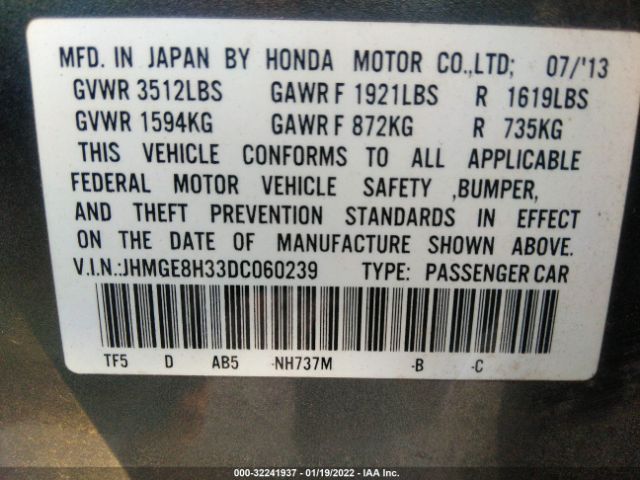 MFD. IN JAPAN BY HONDA MOTOR CO.,LTD; 07/'13
GVWR 3512LBS GAWR F 1921LBS R 1619LBS
GVWR 1594KG GAWR F 872KG R 735KG
THIS VEHICLE CONFORMS TO ALL APPLICABLE
FEDERAL MOTOR VEHICLE SAFETY ,BUMPER,
AND THEFT PREVENTION STANDARDS IN EFFECT
ON THE DATE OF MANUFACTURE SHOWN ABOVE.
V.I.N.:JHMGE8H33DC060239 TYPE: PASSENGER CAR
TF5 D AB5 -NH737M -B -C
000-32241937 - 01/19/2022 - IAA Inc.